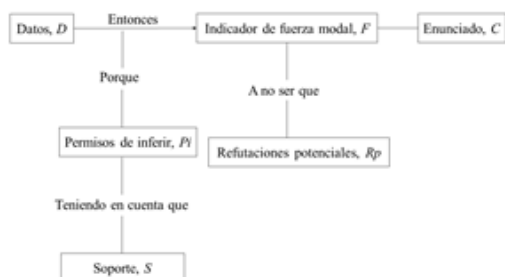 Entonces
Datos, D
Indicador de fuerza modal, F
Enunciado, C
Porque
A no ser que
Permisos de inferir, Pi
Refutaciones potenciales, Rp
Teniendo en cuenta que
Soporte, S